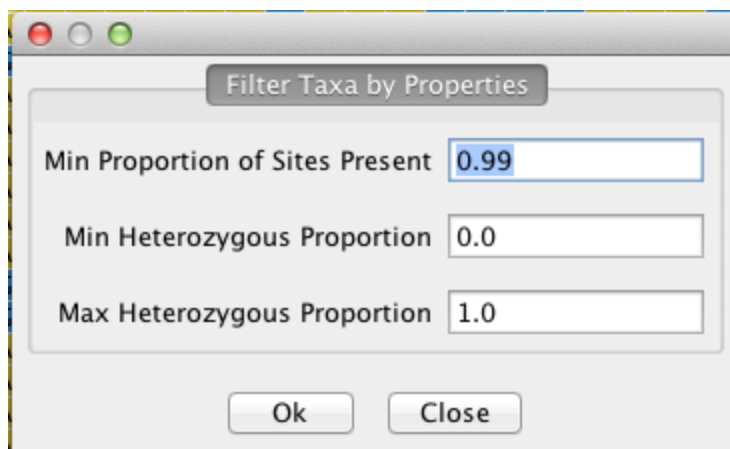 Filter Taxa by Properties
Min Proportion of Sites Present 0.99
Min Heterozygous Proportion 0.0
Max Heterozygous Proportion 1.0
Ok Close